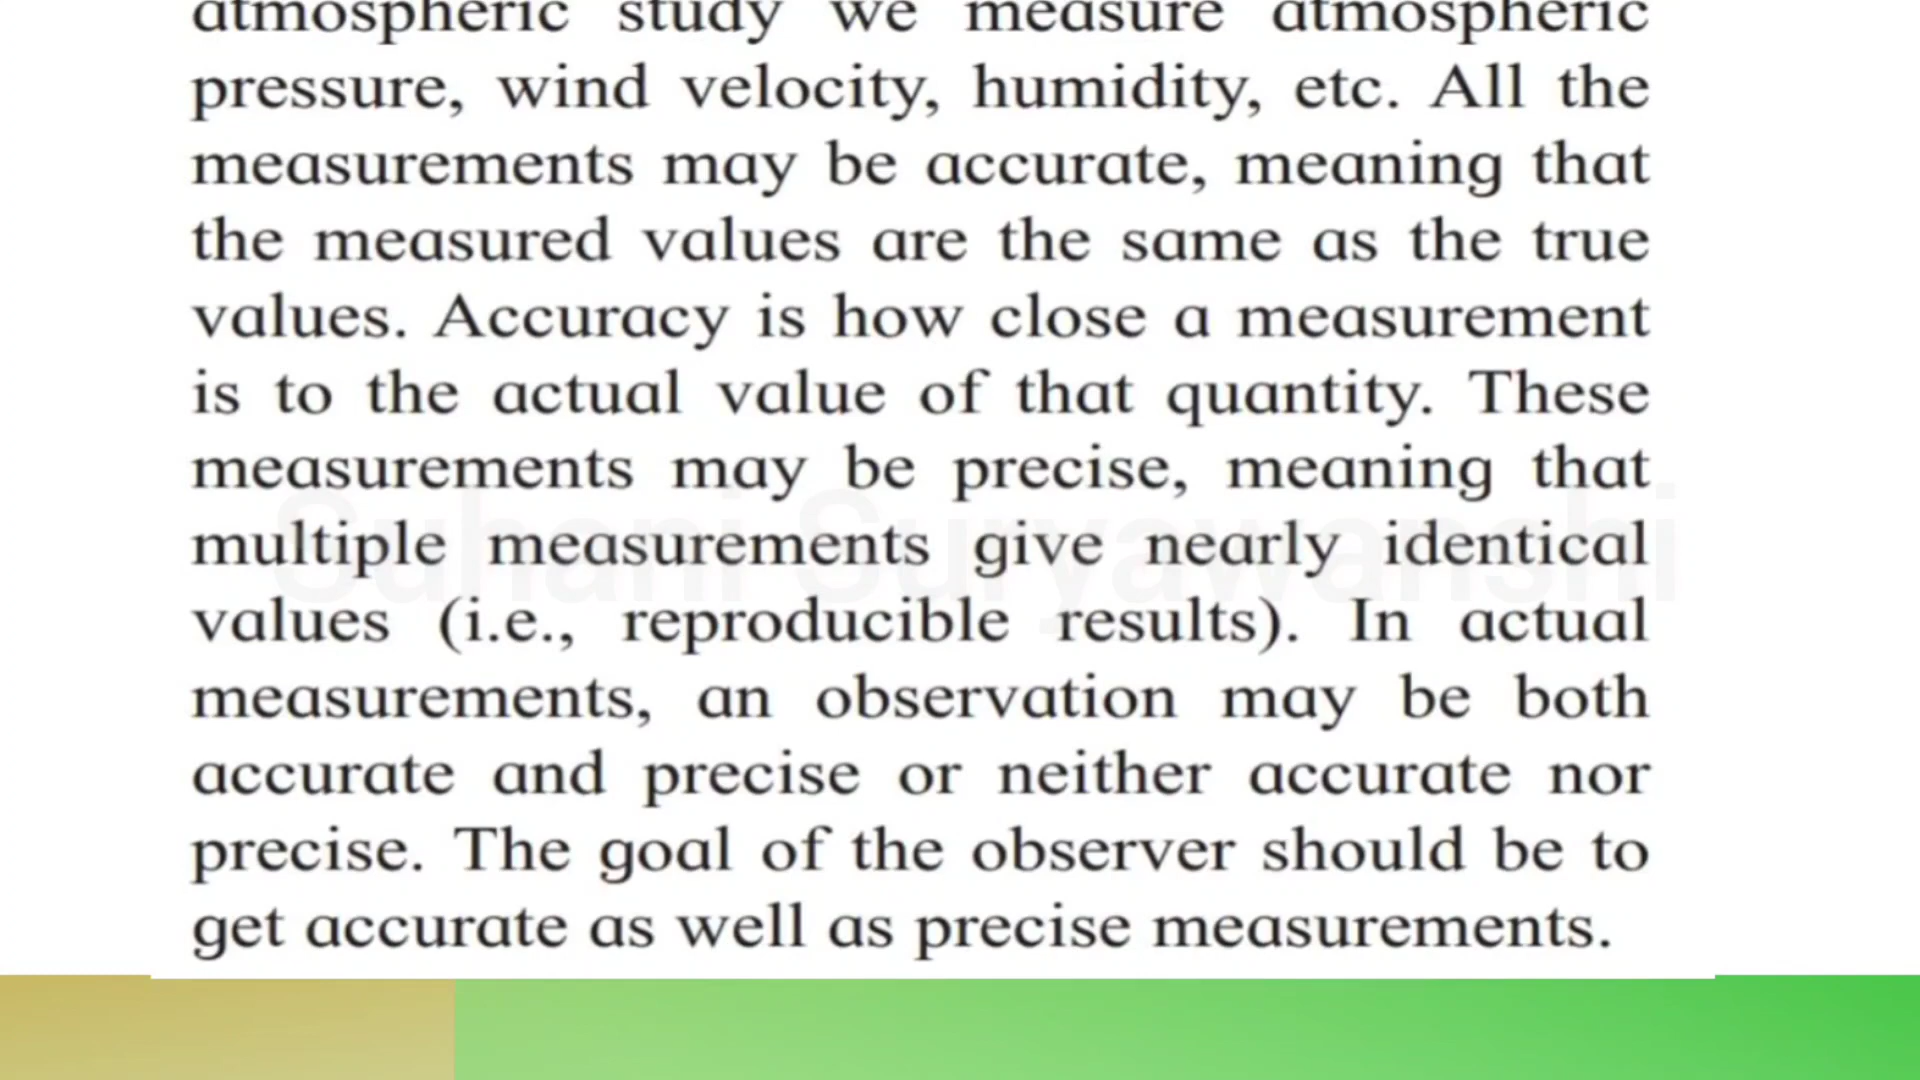 atmospheric study we measure atmospheric
pressure, wind velocity, humidity, etc. All the
measurements may be accurate, meaning that
the measured values are the same as the true
values. Accuracy is how close a measurement
is to the actual value of that quantity. These
measurements may be precise, meaning that
multiple measurements give nearly identical
values (i.e., reproducible results). In actual
measurements, an observation may be both
accurate and precise or neither accurate nor
precise. The goal of the observer should be to
get accurate as well as precise measurements.
Suhani Suryawanshi